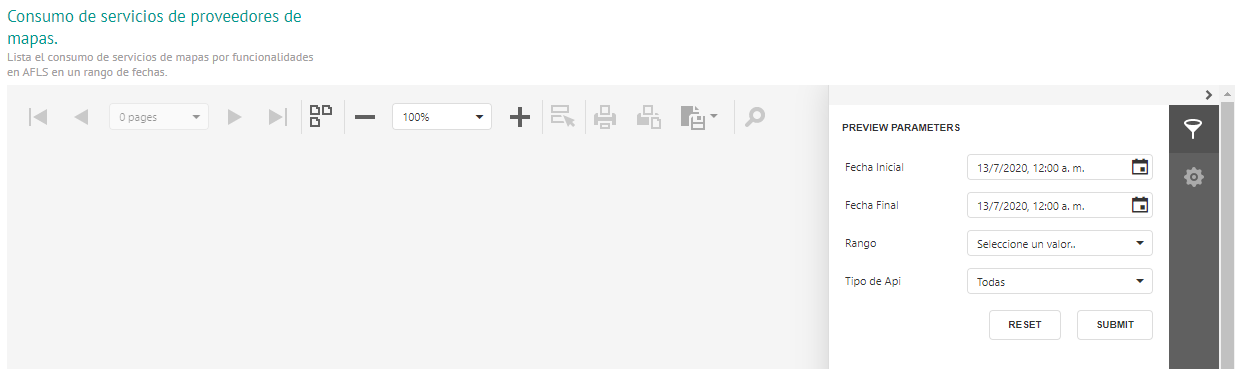 Consumo de servicios de proveedores de
mapas.
Lista el consumo de servicios de mapas por funcionalidades
en AFLS en un rango de fechas.
0 pages
100%
PREVIEW PARAMETERS
Fecha Inicial
13/7/2020, 12:00 a. m.
Fecha Final
13/7/2020, 12:00 a. m.
Rango
Seleccione un valor..
Tipo de Api
Todas
RESET
SUBMIT